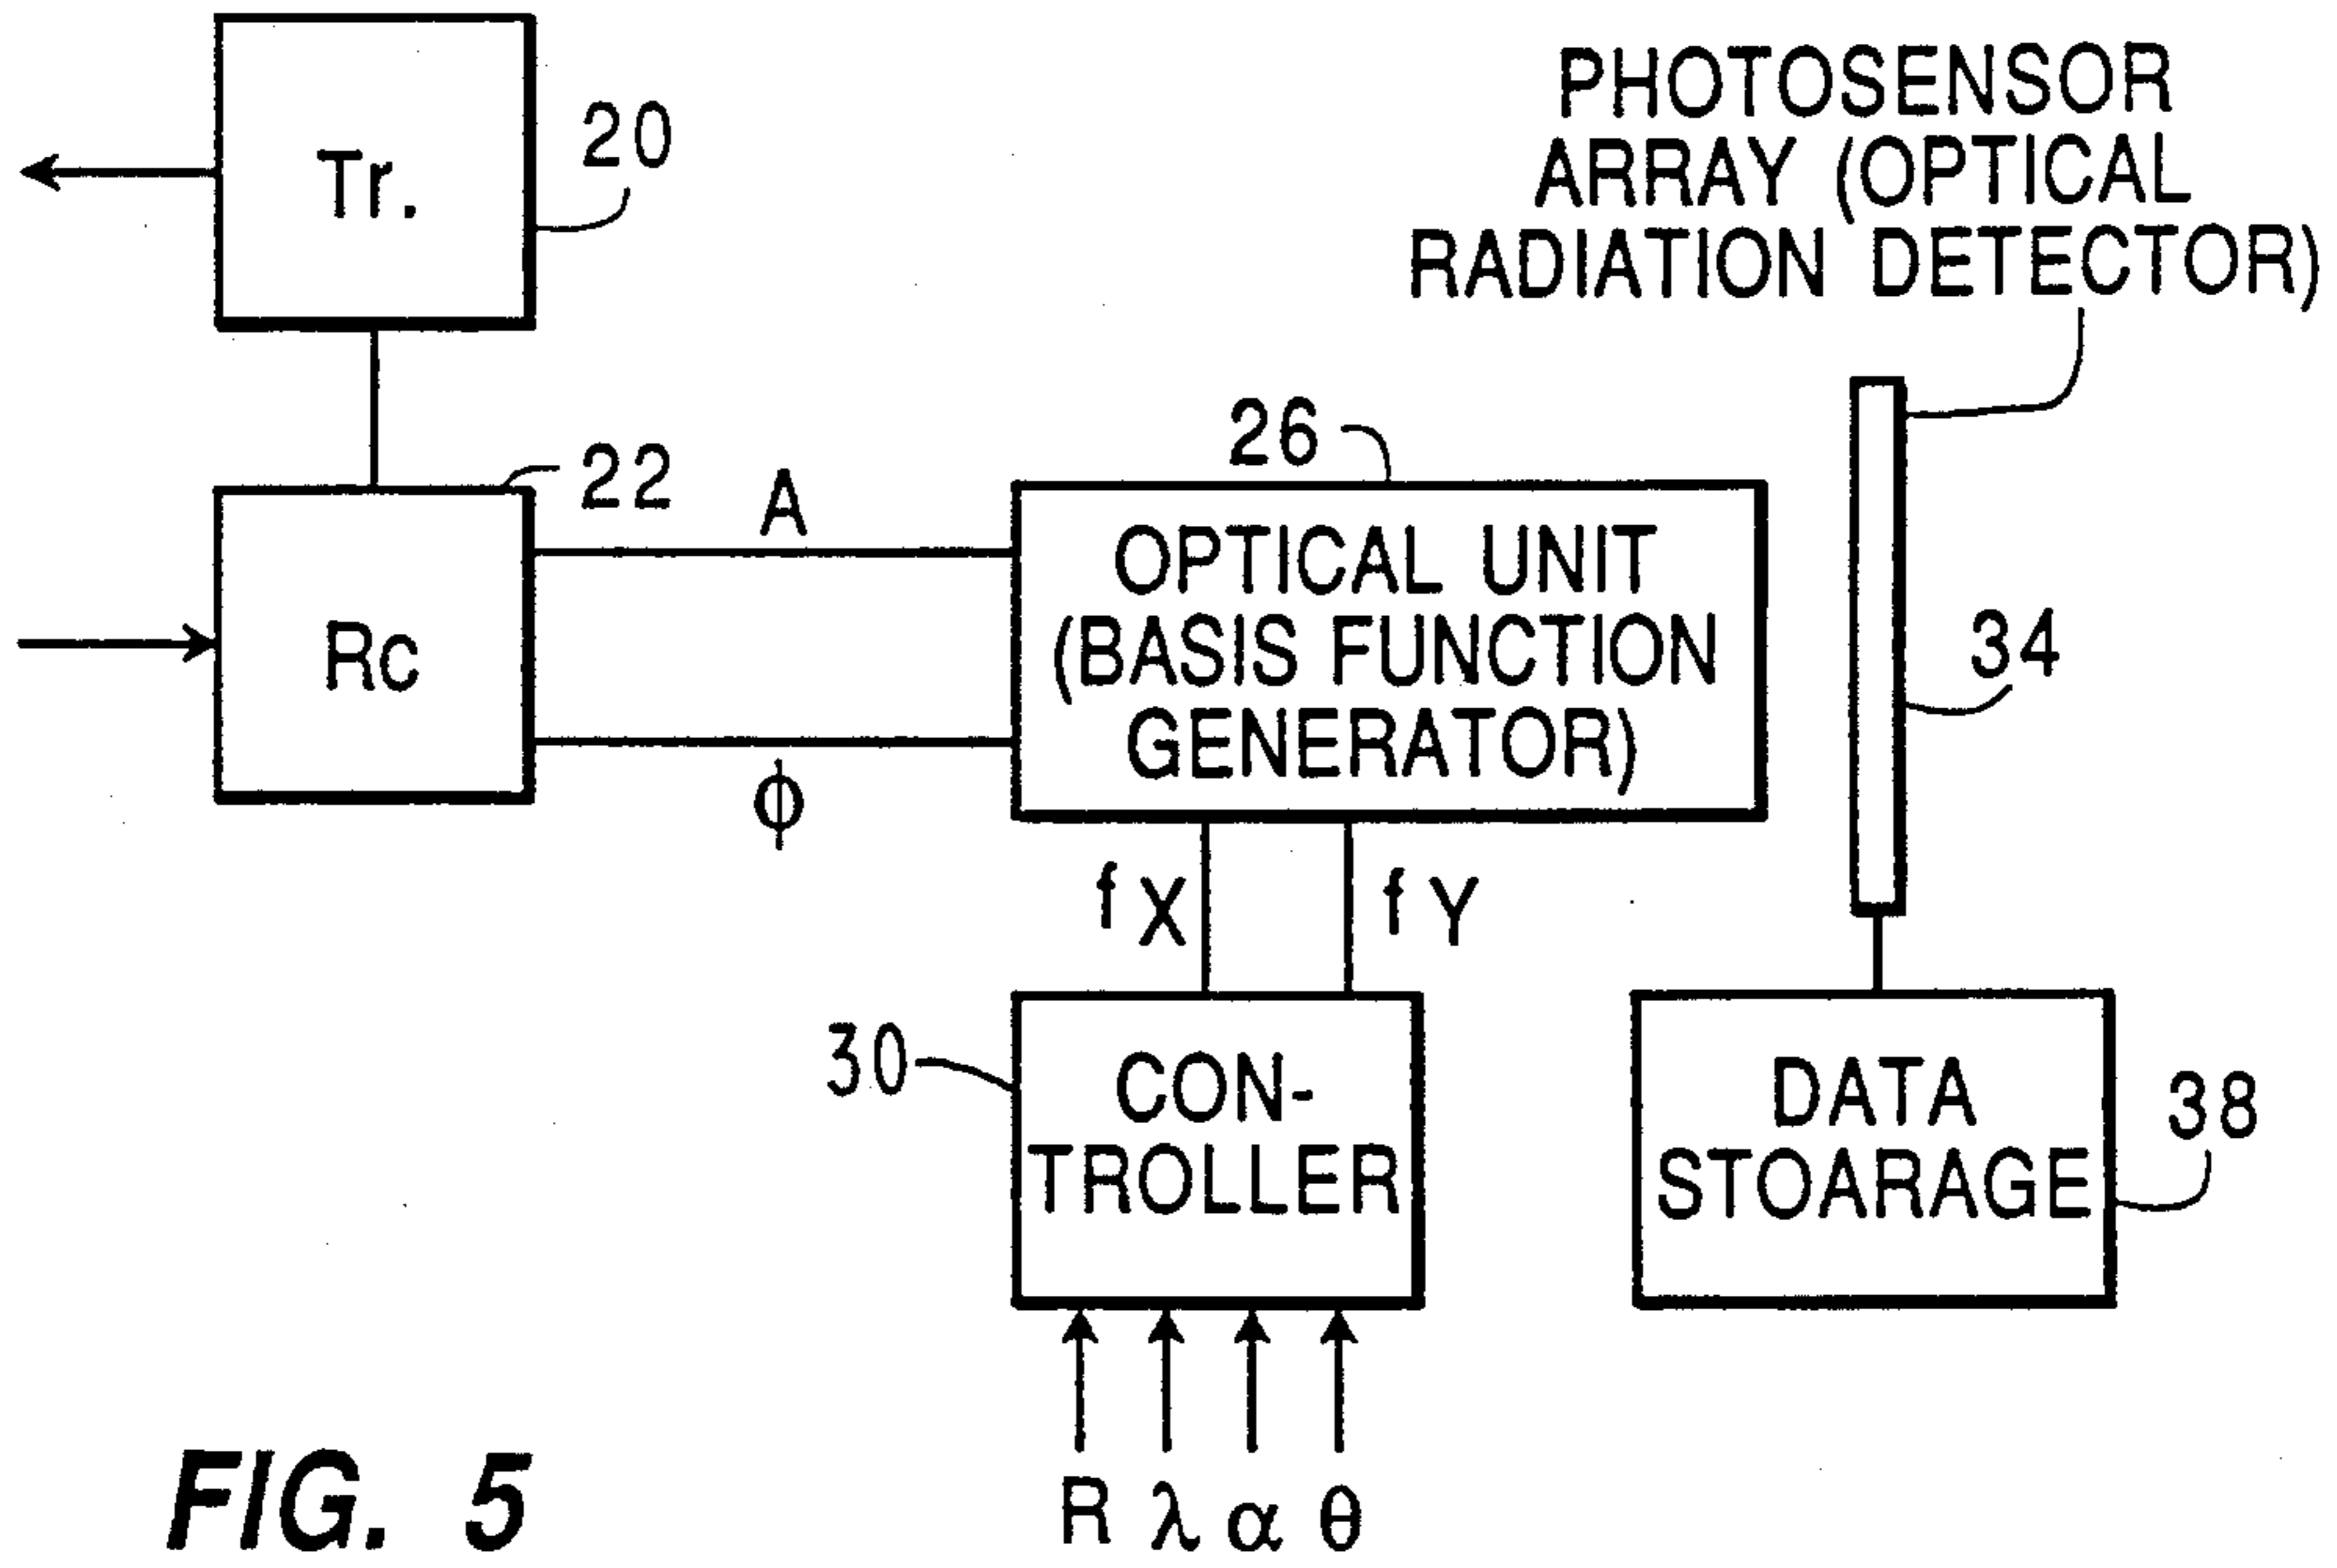 PHOTOSENSOR
ARRAY (OPTICAL
RADIATION DETECTOR)
Tr.
20
22
Rc
A
ϕ
26
OPTICAL UNIT
(BASIS FUNCTION
GENERATOR)
34
fX
fY
30
CON-
TROLLER
DATA
STOARAGE
38
R λ α θ
FIG. 5